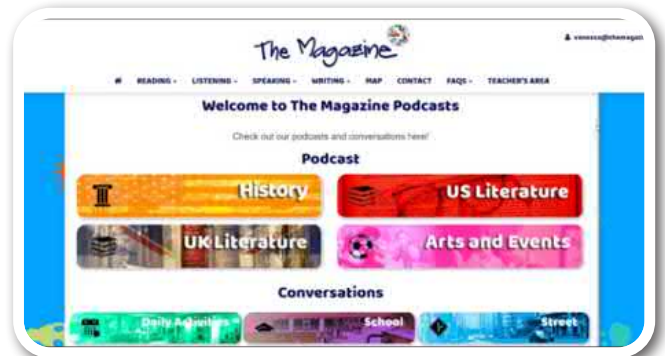 The Magazine
vanessa@themagazi
READING LISTENING SPEAKING WRITING MAP CONTACT FAQS TEACHER'S AREA
Welcome to The Magazine Podcasts
Check out our podcasts and conversations here!
Podcast
History
US Literature
UK Literature
Arts and Events
Conversations
Daily Activities
School
Street